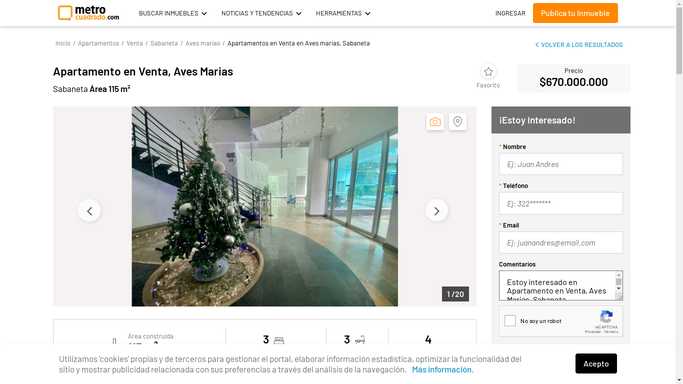 metro
cuadrado.com
BUSCAR INMUEBLES
NOTICIAS Y TENDENCIAS
HERRAMIENTAS
INGRESAR
Publica tu Inmueble
Inicio / Apartamentos / Venta / Sabaneta / Aves marías / Apartamentos en Venta en Aves marías, Sabaneta
VOLVER A LOS RESULTADOS
Apartamento en Venta, Aves Marias
Sabaneta Área 115 m²
Favorito
Precio
$670.000.000
1 / 20
¡Estoy Interesado!
* Nombre
Ej: Juan Andres
* Teléfono
Ej: 322*******
* Email
Ej: juanandres@email.com
Comentarios
Estoy interesado en
Apartamento en Venta, Aves
Marias, Sabaneta
No soy un robot
reCAPTCHA
Privacidad - Términos
Área construida
3
3
4
Utilizamos 'cookies' propias y de terceros para gestionar el portal, elaborar información estadística, optimizar la funcionalidad del
sitio y mostrar publicidad relacionada con sus preferencias a través del análisis de la navegación. Más información.
Acepto